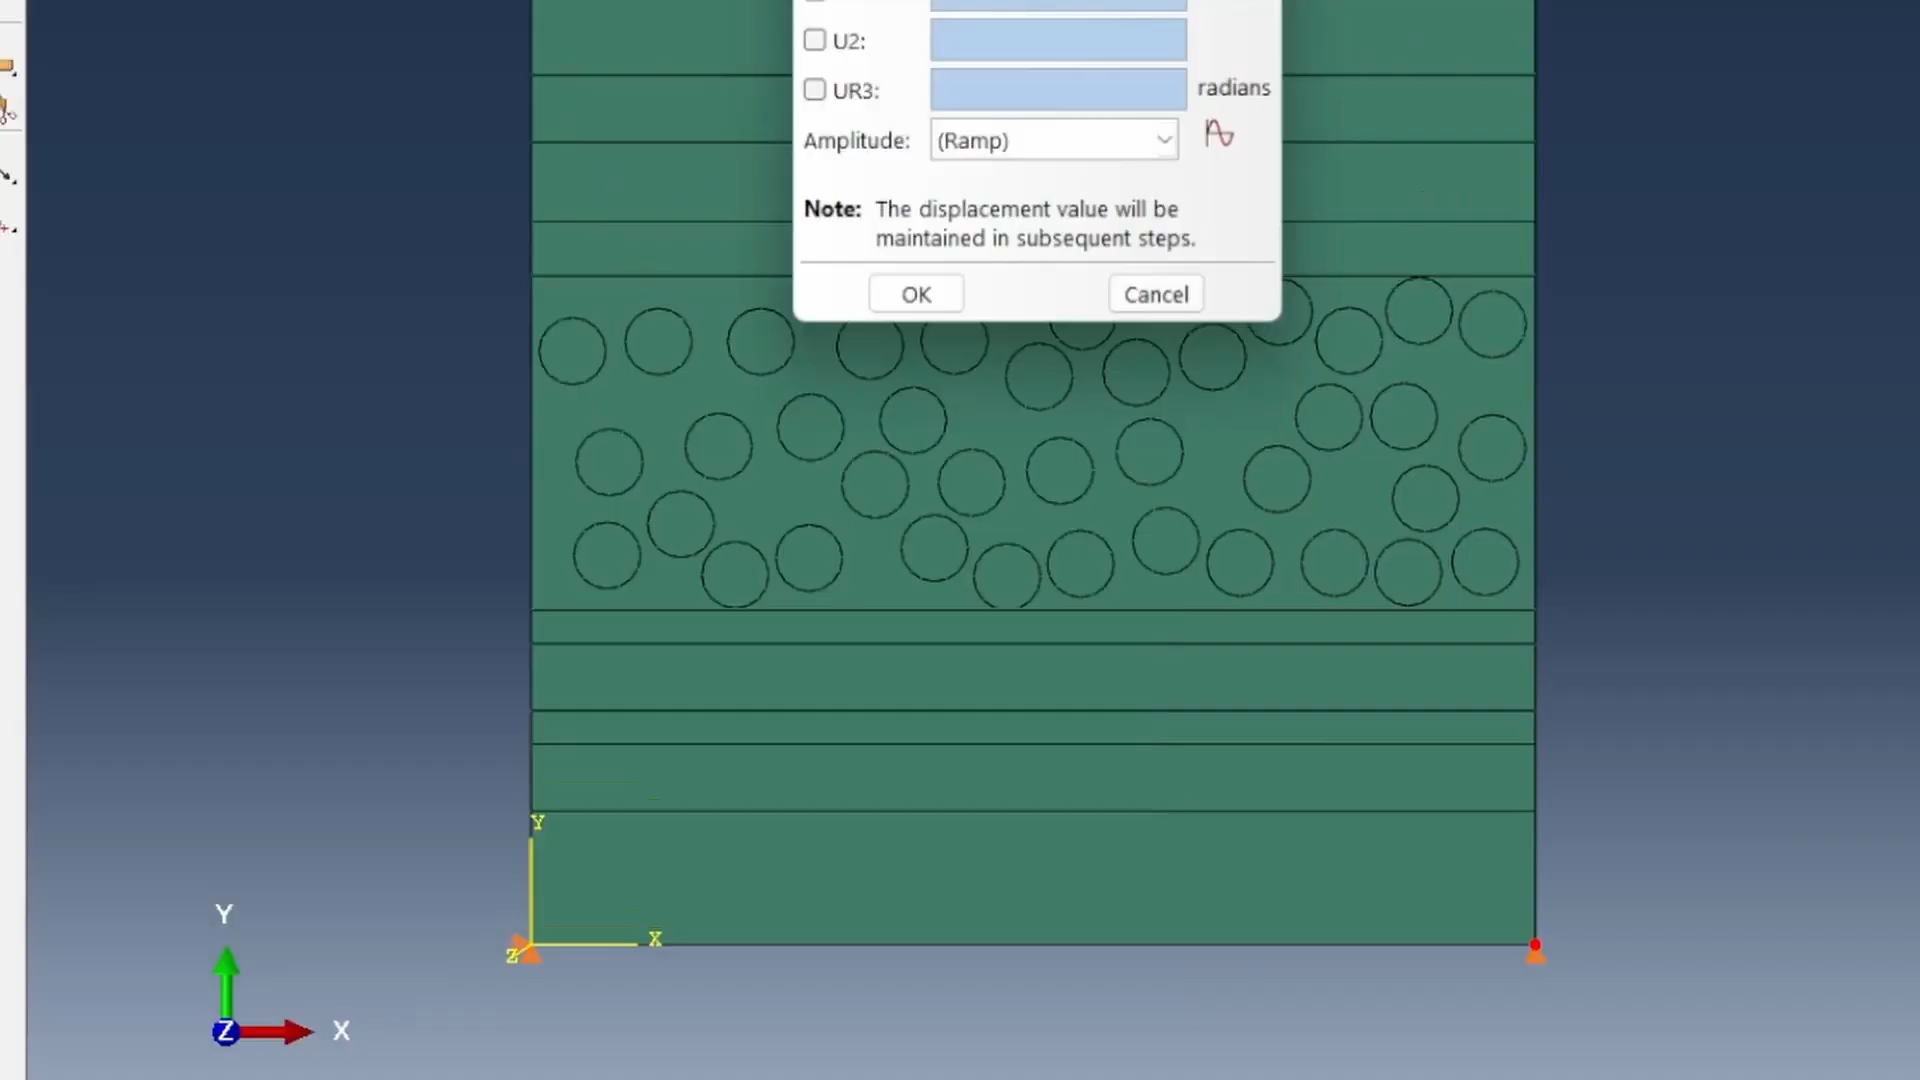 U2:
UR3:
radians
Amplitude:
(Ramp)
Note: The displacement value will be
maintained in subsequent steps.
OK
Cancel
Y
X
Z
Y
Z
X